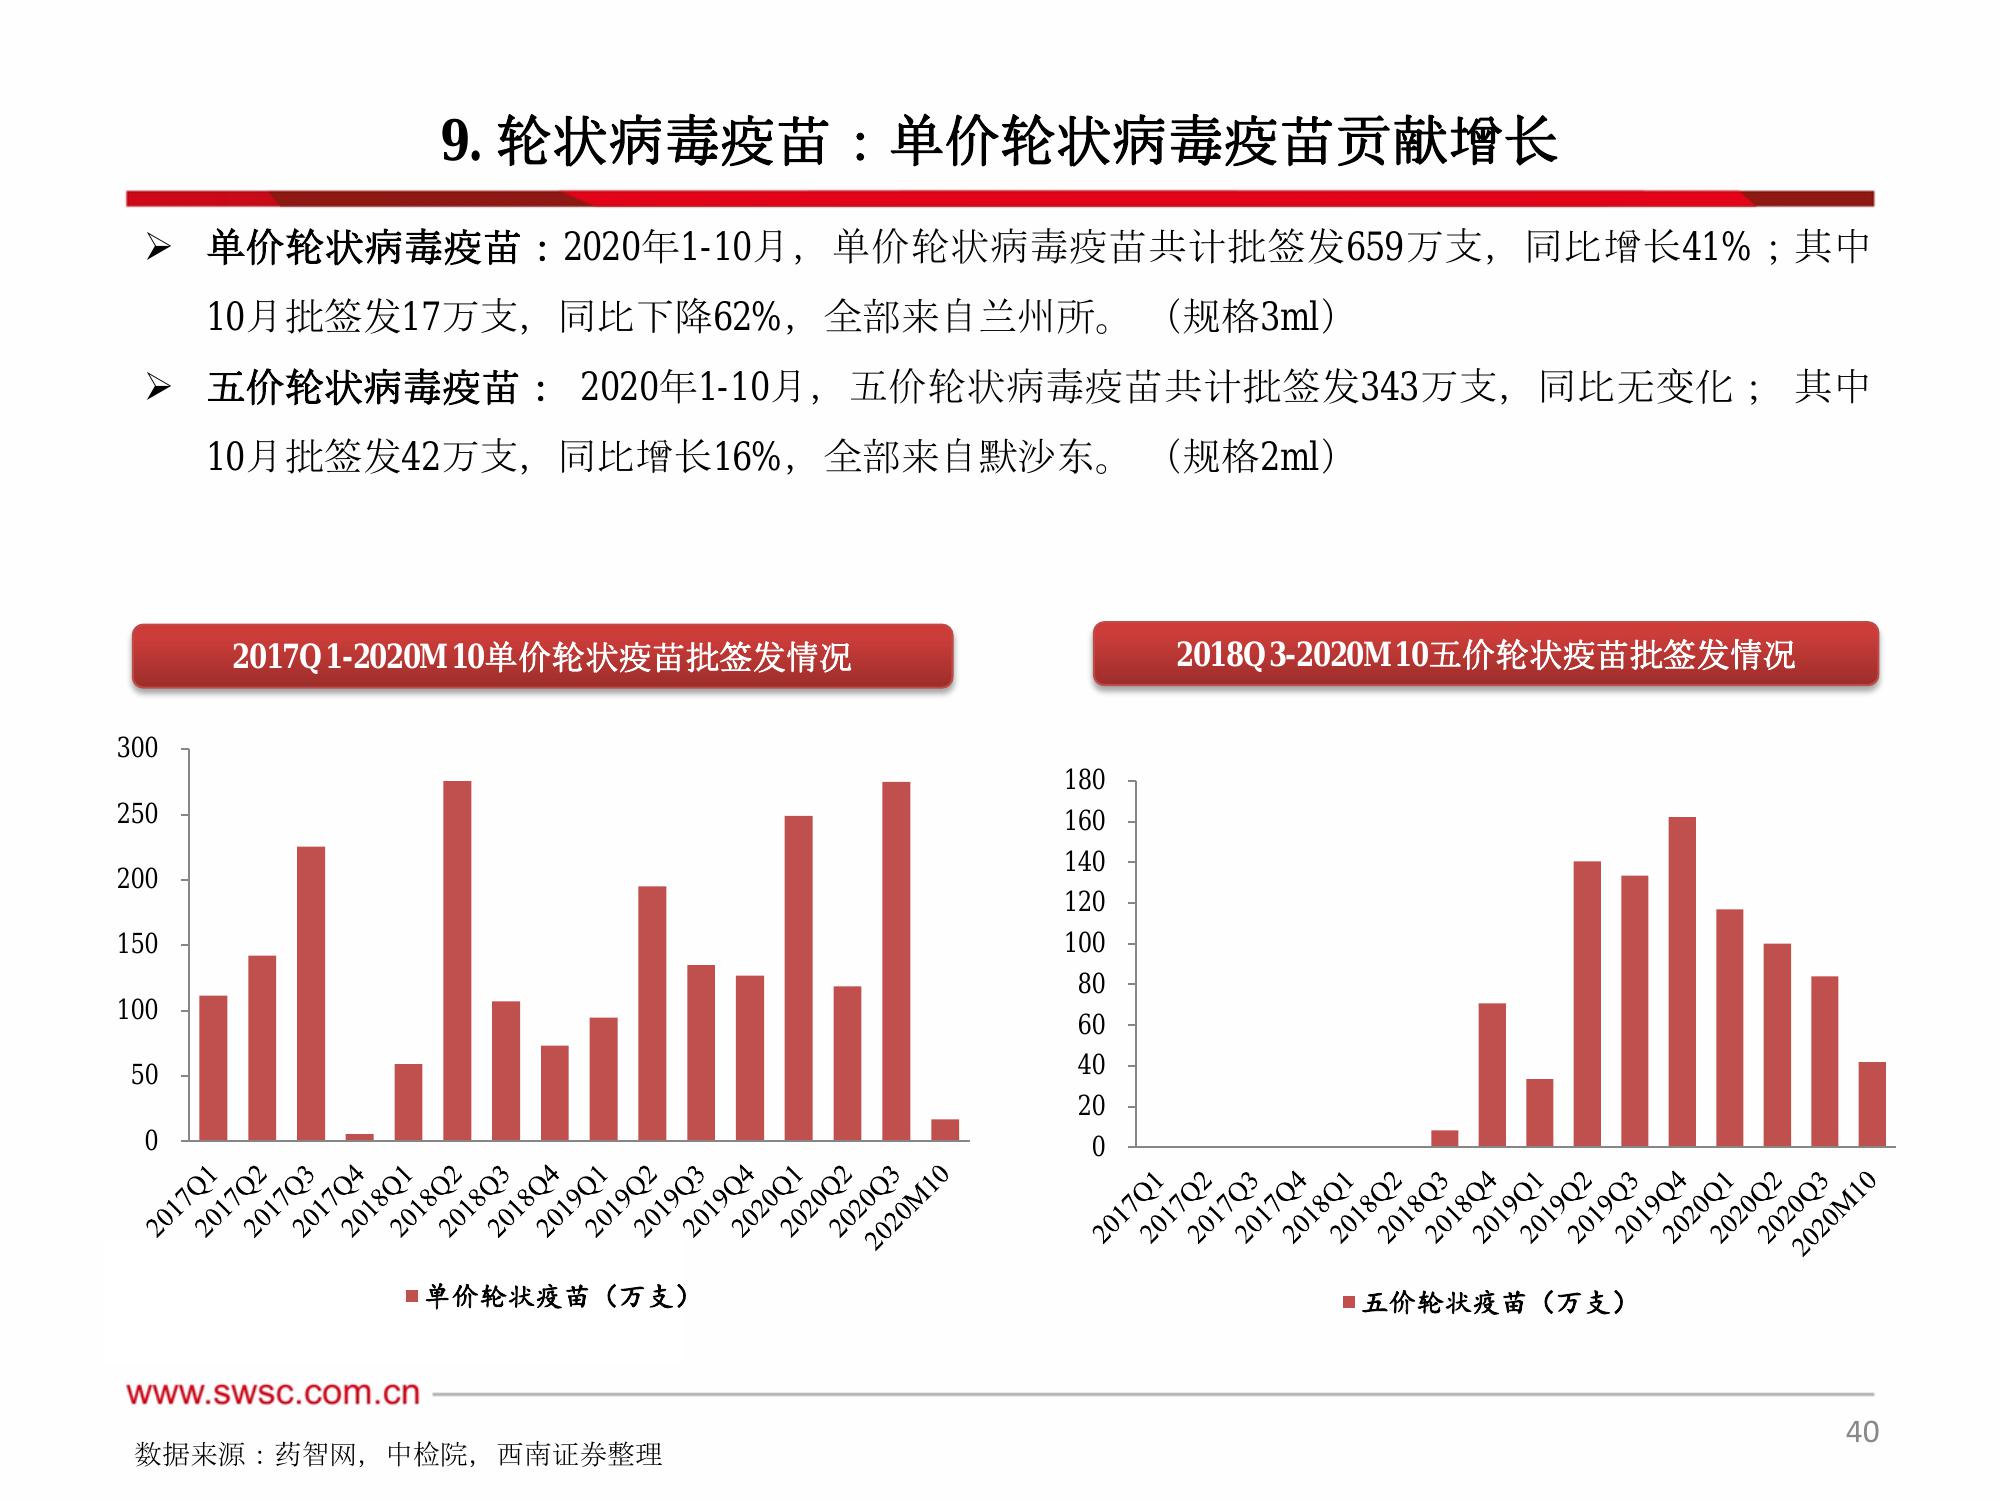 9. 轮状病毒疫苗：单价轮状病毒疫苗贡献增长
➢ 单价轮状病毒疫苗：2020年1-10月，单价轮状病毒疫苗共计批签发659万支，同比增长41%；其中
10月批签发17万支，同比下降62%，全部来自兰州所。（规格3ml）
➢ 五价轮状病毒疫苗： 2020年1-10月，五价轮状病毒疫苗共计批签发343万支，同比无变化； 其中
10月批签发42万支，同比增长16%，全部来自默沙东。（规格2ml）
2017Q1-2020M10单价轮状疫苗批签发情况
300
250
200
150
100
50
0
2017Q1
2017Q2
2017Q3
2017Q4
2018Q1
2018Q2
2018Q3
2018Q4
2019Q1
2019Q2
2019Q3
2019Q4
2020Q1
2020Q2
2020Q3
2020M10
单价轮状疫苗（万支）
2018Q3-2020M10五价轮状疫苗批签发情况
180
160
140
120
100
80
60
40
20
0
2017Q1
2017Q2
2017Q3
2017Q4
2018Q1
2018Q2
2018Q3
2018Q4
2019Q1
2019Q2
2019Q3
2019Q4
2020Q1
2020Q2
2020Q3
2020M10
五价轮状疫苗（万支）
www.swsc.com.cn
40
数据来源：药智网，中检院，西南证券整理